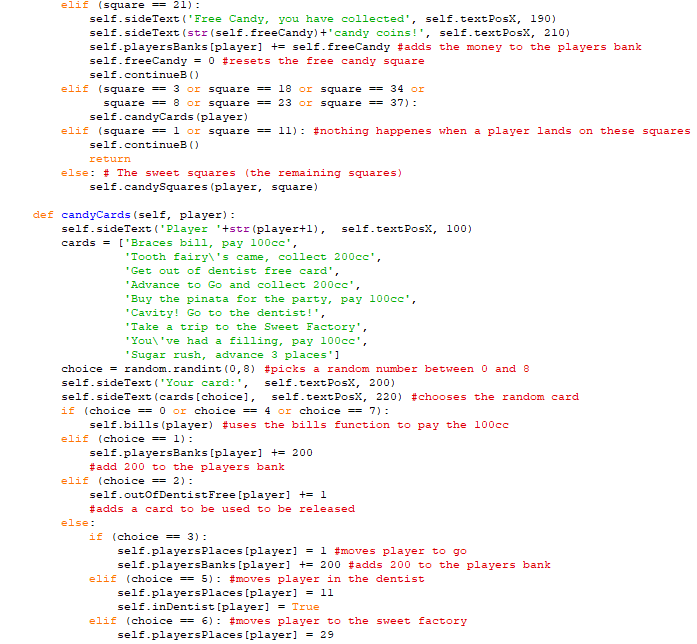 elif (square == 21):
self.sideText('Free Candy, you have collected', self.textPosX, 190)
self.sideText(str(self.freeCandy)+'candy coins!', self.textPosX, 210)
self.playersBanks[player] += self.freeCandy #adds the money to the players bank
self.freeCandy = 0 #resets the free candy square
self.continueB()
elif (square == 3 or square == 18 or square == 34 or
square == 8 or square == 23 or square == 37):
self.candyCards(player)
elif (square == 1 or square == 11): #nothing happenes when a player lands on these squares
self.continueB()
return
else: # The sweet squares (the remaining squares)
self.candySquares(player, square)
def candyCards(self, player):
self.sideText('Player '+str(player+1),  self.textPosX, 100)
cards = ['Braces bill, pay 100cc',
'Tooth fairy\'s came, collect 200cc',
'Get out of dentist free card',
'Advance to Go and collect 200cc',
'Buy the pinata for the party, pay 100cc',
'Cavity! Go to the dentist!',
'Take a trip to the Sweet Factory',
'You\'ve had a filling, pay 100cc',
'Sugar rush, advance 3 places']
choice = random.randint(0,8) #picks a random number between 0 and 8
self.sideText('Your card:',  self.textPosX, 200)
self.sideText(cards[choice],  self.textPosX, 220) #chooses the random card
if (choice == 0 or choice == 4 or choice == 7):
self.bills(player) #uses the bills function to pay the 100cc
elif (choice == 1):
self.playersBanks[player] += 200
#add 200 to the players bank
elif (choice == 2):
self.outOfDentistFree[player] += 1
#adds a card to be used to be released
else:
if (choice == 3):
self.playersPlaces[player] = 1 #moves player to go
self.playersBanks[player] += 200 #adds 200 to the players bank
elif (choice == 5): #moves player in the dentist
self.playersPlaces[player] = 11
self.inDentist[player] = True
elif (choice == 6): #moves player to the sweet factory
self.playersPlaces[player] = 29